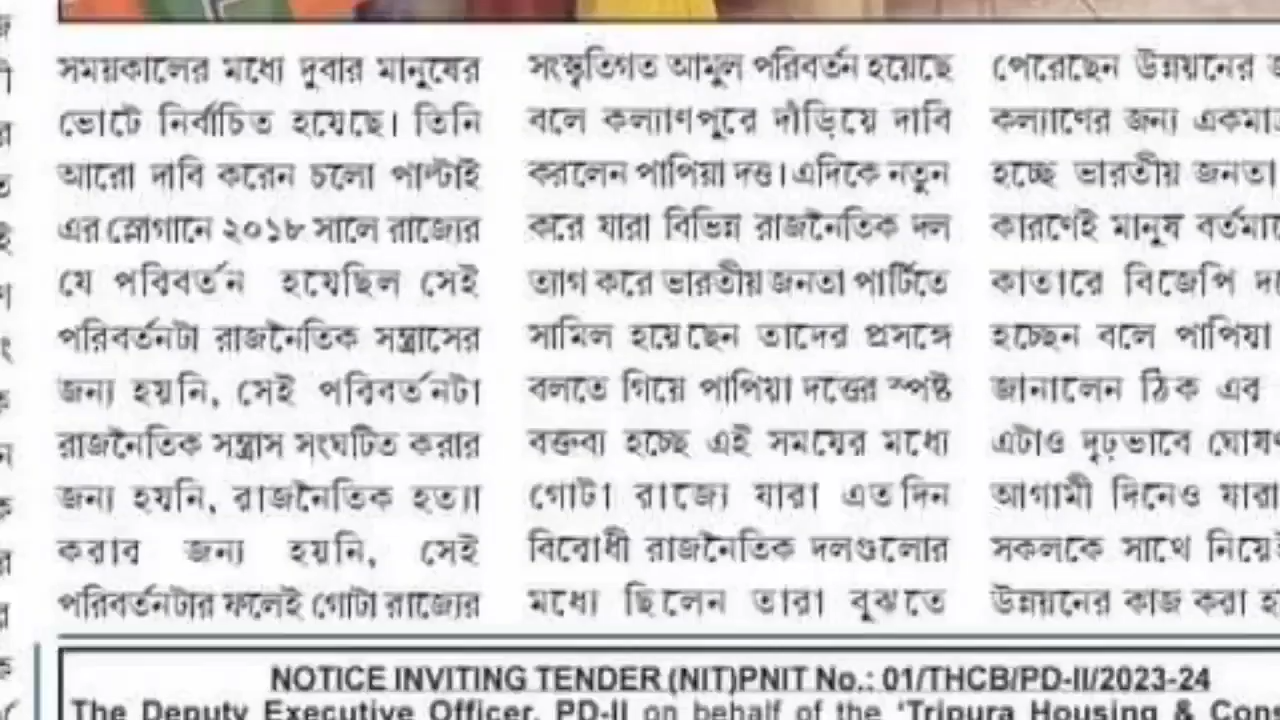 সময়কালের মধ্যে দুবার মানুষের
ভোটে নির্বাচিত হয়েছে। তিনি
আরো দাবি করেন চলো পাল্টাই
এর স্লোগানে ২০১৮ সালে রাজ্যের
যে পরিবর্তন হয়েছিল সেই
পরিবর্তনটা রাজনৈতিক সন্ত্রাসের
জন্য হয়নি, সেই পরিবর্তনটা
রাজনৈতিক সন্ত্রাস সংঘটিত করার
জন্য হয়নি, রাজনৈতিক হত্যা
করার জন্য হয়নি, সেই
পরিবর্তনটার ফলেই গোটা রাজ্যের
সংস্কৃতিগত আমুল পরিবর্তন হয়েছে
বলে কল্যাণপুরে দাঁড়িয়ে দাবি
করলেন পাপিয়া দত্ত। এদিকে নতুন
করে যারা বিভিন্ন রাজনৈতিক দল
ত্যাগ করে ভারতীয় জনতা পার্টিতে
সামিল হয়েছেন তাদের প্রসঙ্গে
বলতে গিয়ে পাপিয়া দত্তের স্পষ্ট
বক্তব্য হচ্ছে এই সময়ের মধ্যে
গোটা রাজ্যে যারা এতদিন
বিরোধী রাজনৈতিক দলগুলোর
মধ্যে ছিলেন তারা বুঝতে
পেরেছেন উন্নয়নের
কল্যাণের জন্য একমা
হচ্ছে ভারতীয় জনতা
কারণেই মানুষ বর্তমা
কাতারে বিজেপি
হচ্ছেন বলে পাপিয়া
জানালেন ঠিক এব
এটাও দৃঢ়ভাবে ঘোষ
আগামী দিনেও যারা
সকলকে সাথে নিয়ে
উন্নয়নের কাজ করা
NOTICE INVITING TENDER (NIT)PNIT No.: 01/THCB/PD-II/2023-24
The Deputy Executive Officer, PD-II on behalf of the 'Tripura Housing & Cons